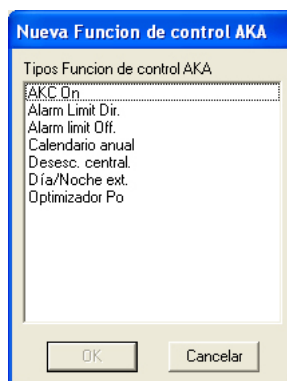 Nueva Funcion de control AKA
Tipos Funcion de control AKA
AKC On
Alarm Limit Dir.
Alarm limit Off.
Calendario anual
Desesc. central.
Día/Noche ext.
Optimizador Po
OK
Cancelar